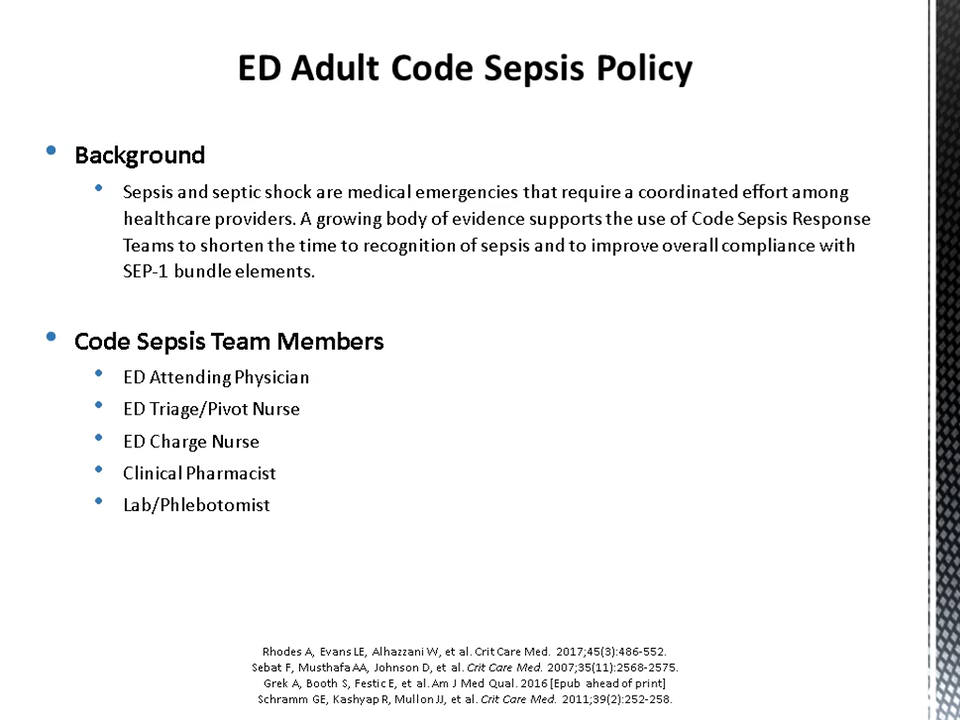 ED Adult Code Sepsis Policy
• Background
• Sepsis and septic shock are medical emergencies that require a coordinated effort among
healthcare providers. A growing body of evidence supports the use of Code Sepsis Response
Teams to shorten the time to recognition of sepsis and to improve overall compliance with
SEP-1 bundle elements.
• Code Sepsis Team Members
• ED Attending Physician
• ED Triage/Pivot Nurse
• ED Charge Nurse
• Clinical Pharmacist
• Lab/Phlebotomist
Rhodes A, Evans LE, Alhazzani W, et al. Crit Care Med. 2017;45(3):486-552.
Sebat F, Musthafa AA, Johnson D, et al. Crit Care Med. 2007;35(11):2568-2575.
Grek A, Booth S, Festic E, et al. Am J Med Qual. 2016 [Epub ahead of print]
Schramm GE, Kashyap R, Mullon JJ, et al. Crit Care Med. 2011;39(2):252-258.